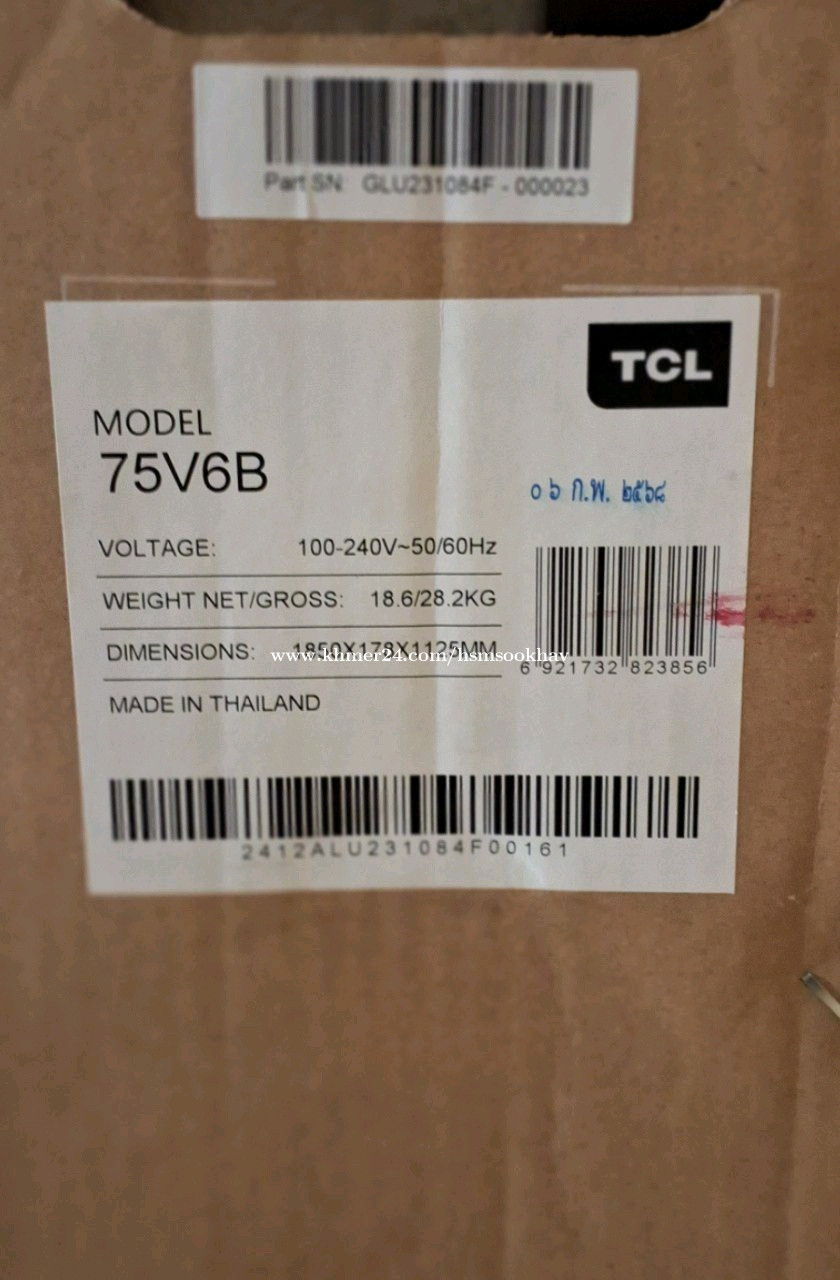 Part SN: GLU231084F - 000023
TCL
MODEL
75V6B
๐๖ ก.พ. ๒๕๖๘
VOLTAGE: 100-240V~50/60Hz
WEIGHT NET/GROSS: 18.6/28.2KG
DIMENSIONS: 1850X178X1125MM
www.khmer24.com/hsmsookhav
6 921732 823856
MADE IN THAILAND
2412ALU231084F00161